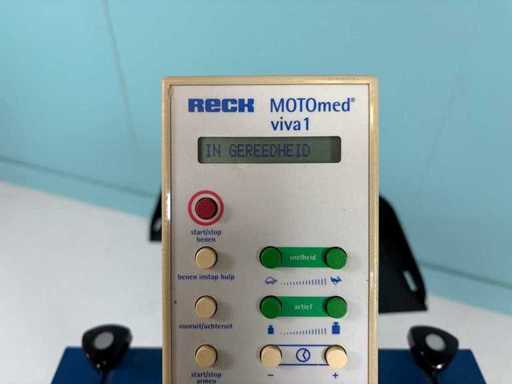 RECK MOTOmed®
viva1
IN GEREEDHEID
start/stop
benen
benen instap hulp
snelheid
vooruit/achteruit
actief
start/stop
armen
- +